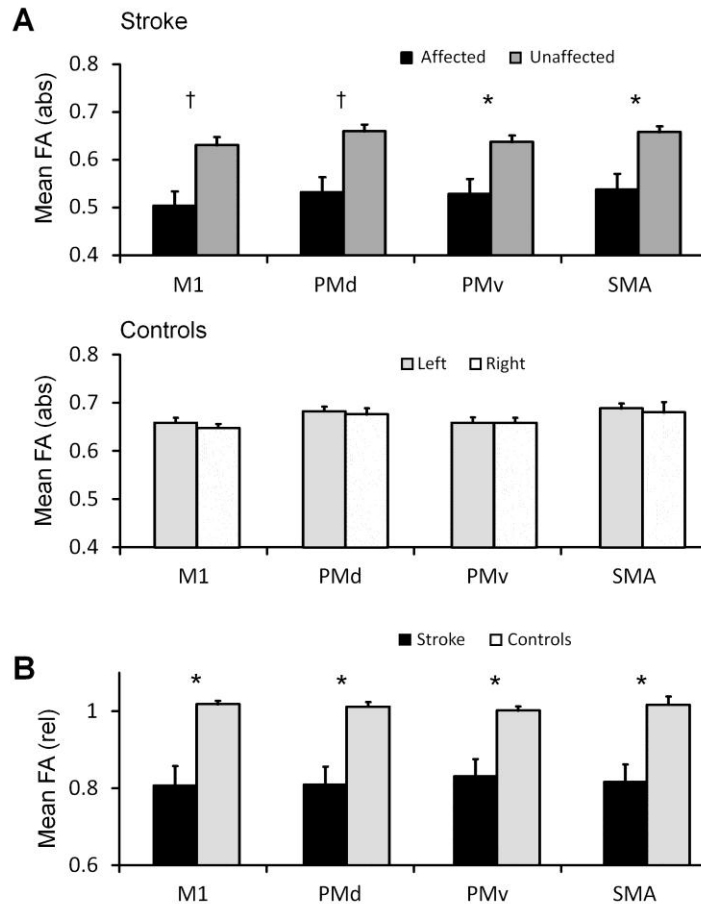 A Stroke
Affected Unaffected
0.8
0.7
0.6
0.5
0.4
Mean FA (abs)
† † * *
M1 PMd PMv SMA
Controls
Left Right
0.8
0.7
0.6
0.5
0.4
Mean FA (abs)
M1 PMd PMv SMA
Stroke Controls
B
* * * *
1
0.8
0.6
Mean FA (rel)
M1 PMd PMv SMA